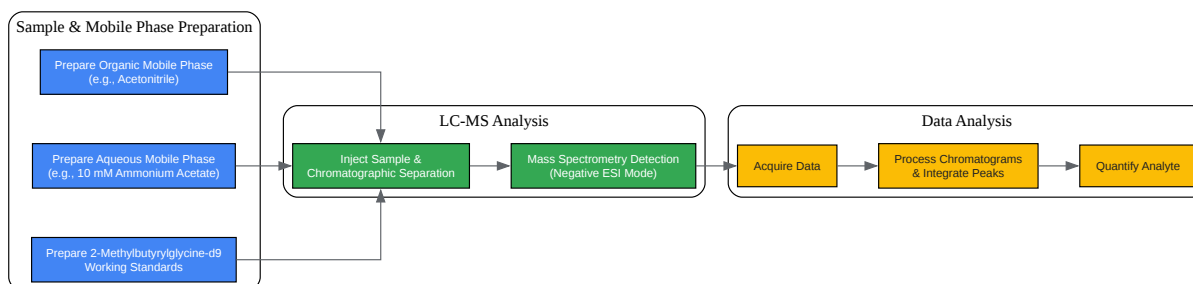 Sample & Mobile Phase Preparation
Prepare Organic Mobile Phase
(e.g., Acetonitrile)
Prepare Aqueous Mobile Phase
(e.g., 10 mM Ammonium Acetate)
Prepare 2-Methylbutyrylglycine-d9
Working Standards
LC-MS Analysis
Inject Sample &
Chromatographic Separation
Mass Spectrometry Detection
(Negative ESI Mode)
Data Analysis
Acquire Data
Process Chromatograms
& Integrate Peaks
Quantify Analyte